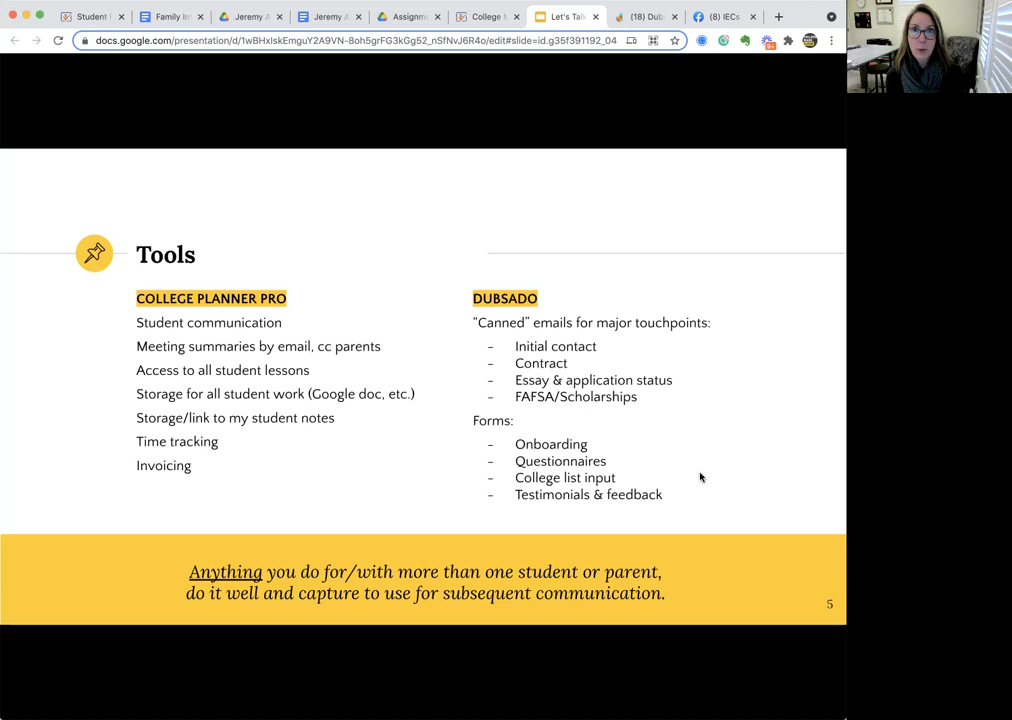 Student
Family In
Jeremy A
Jeremy A
Assignm
College
Let's Talk
(18) Dub
(8) IECs
docs.google.com/presentation/d/1wBHxIskEmguY2A9VN-8oh5grFG3kGg52_nSfNvJ6R4o/edit#slide=id.g35f391192_04
Tools
COLLEGE PLANNER PRO
Student communication
Meeting summaries by email, cc parents
Access to all student lessons
Storage for all student work (Google doc, etc.)
Storage/link to my student notes
Time tracking
Invoicing
DUBSADO
“Canned” emails for major touchpoints:
- Initial contact
- Contract
- Essay & application status
- FAFSA/Scholarships
Forms:
- Onboarding
- Questionnaires
- College list input
- Testimonials & feedback
Anything you do for/with more than one student or parent,
do it well and capture to use for subsequent communication.
5